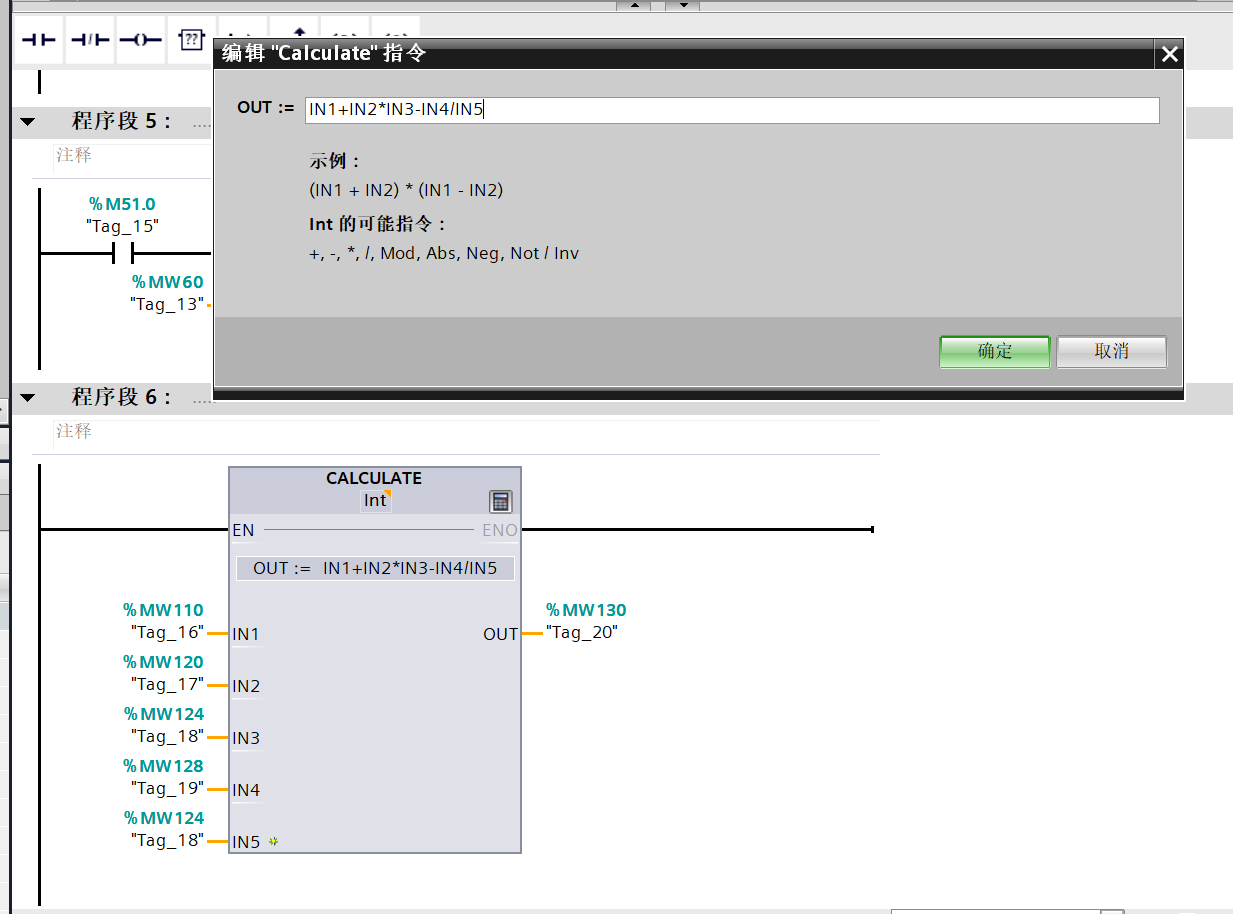 ??
编辑 "Calculate" 指令
OUT := IN1+IN2*IN3-IN4/IN5
示例：
(IN1 + IN2) * (IN1 - IN2)
Int 的可能指令：
+, -, *, /, Mod, Abs, Neg, Not / Inv
确定 取消
程序段 5： ....
注释
%M51.0
"Tag_15"
%MW60
"Tag_13"
程序段 6： .....
注释
CALCULATE
Int
EN ENO
OUT := IN1+IN2*IN3-IN4/IN5
%MW110 %MW130
"Tag_16" IN1 OUT "Tag_20"
%MW120
"Tag_17" IN2
%MW124
"Tag_18" IN3
%MW128
"Tag_19" IN4
%MW124
"Tag_18" IN5